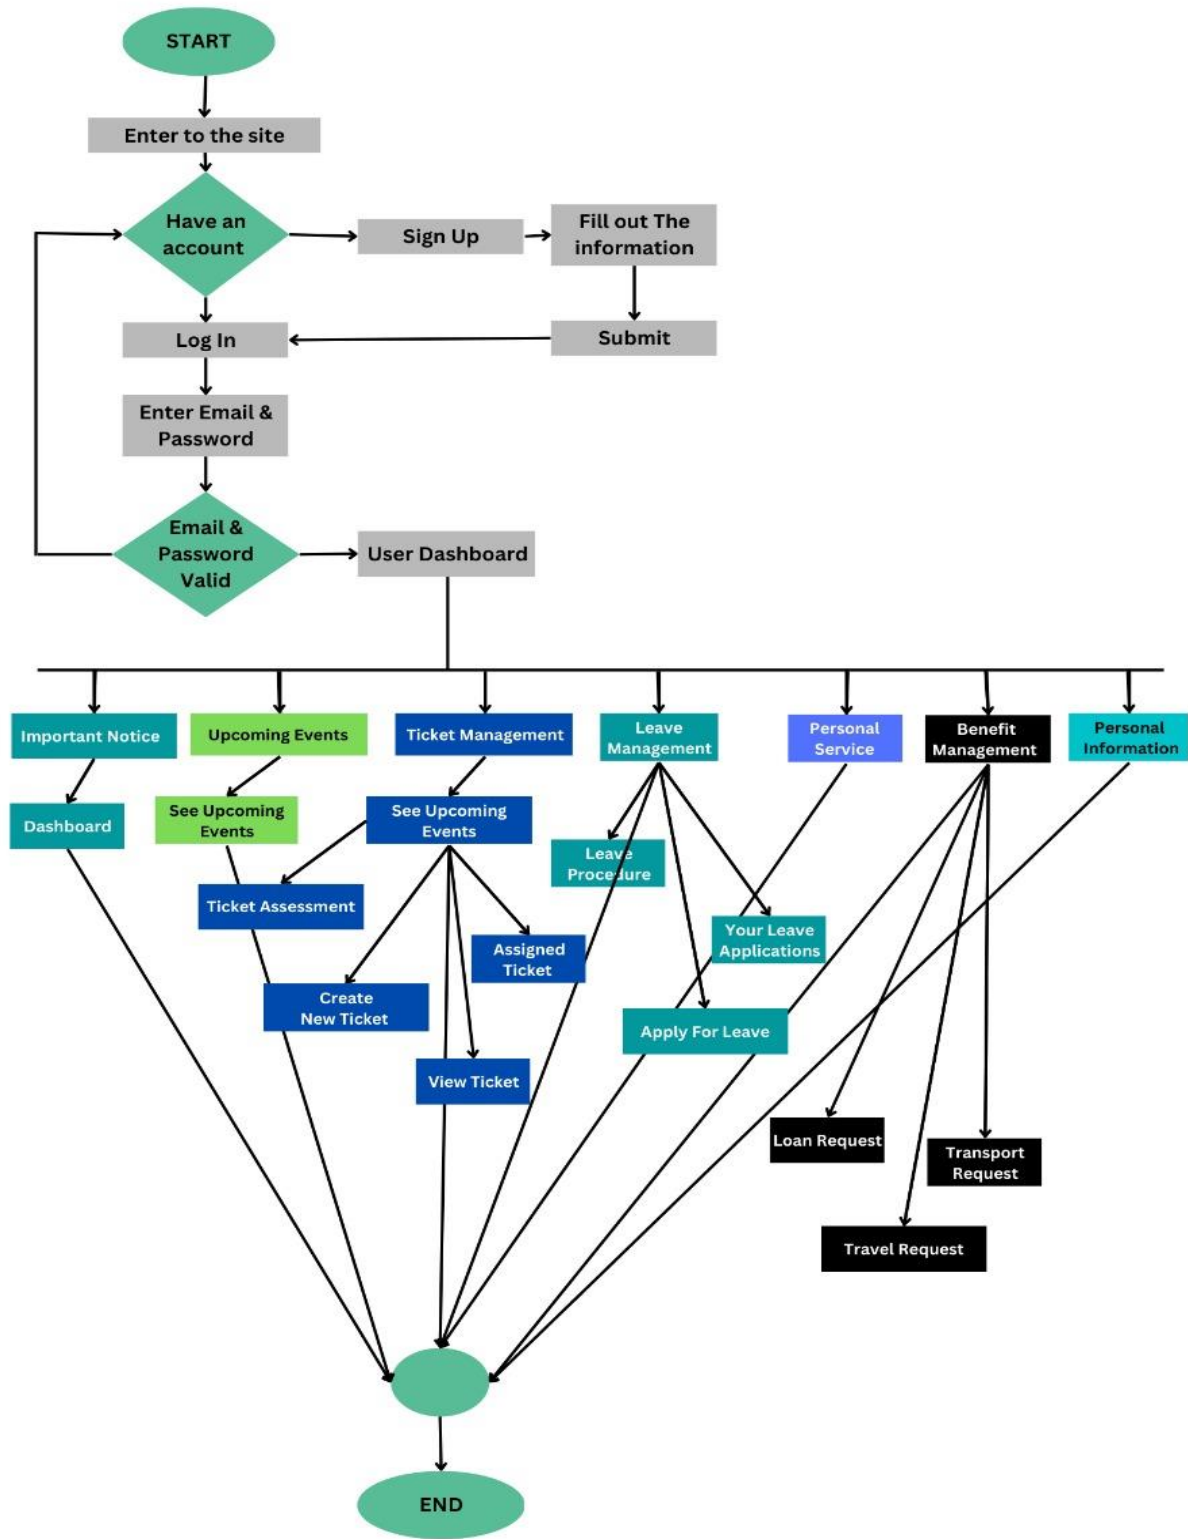 START
Enter to the site
Have an
account
Sign Up
Fill out The
information
Log In
Submit
Enter Email &
Password
Email &
Password
Valid
User Dashboard
Important Notice
Upcoming Events
Ticket Management
Leave
Management
Personal
Service
Benefit
Management
Personal
Information
Dashboard
See Upcoming
Events
See Upcoming
Events
Leave
Procedure
Ticket Assessment
Assigned
Ticket
Your Leave
Applications
Create
New Ticket
Apply For Leave
View Ticket
Loan Request
Transport
Request
Travel Request
END